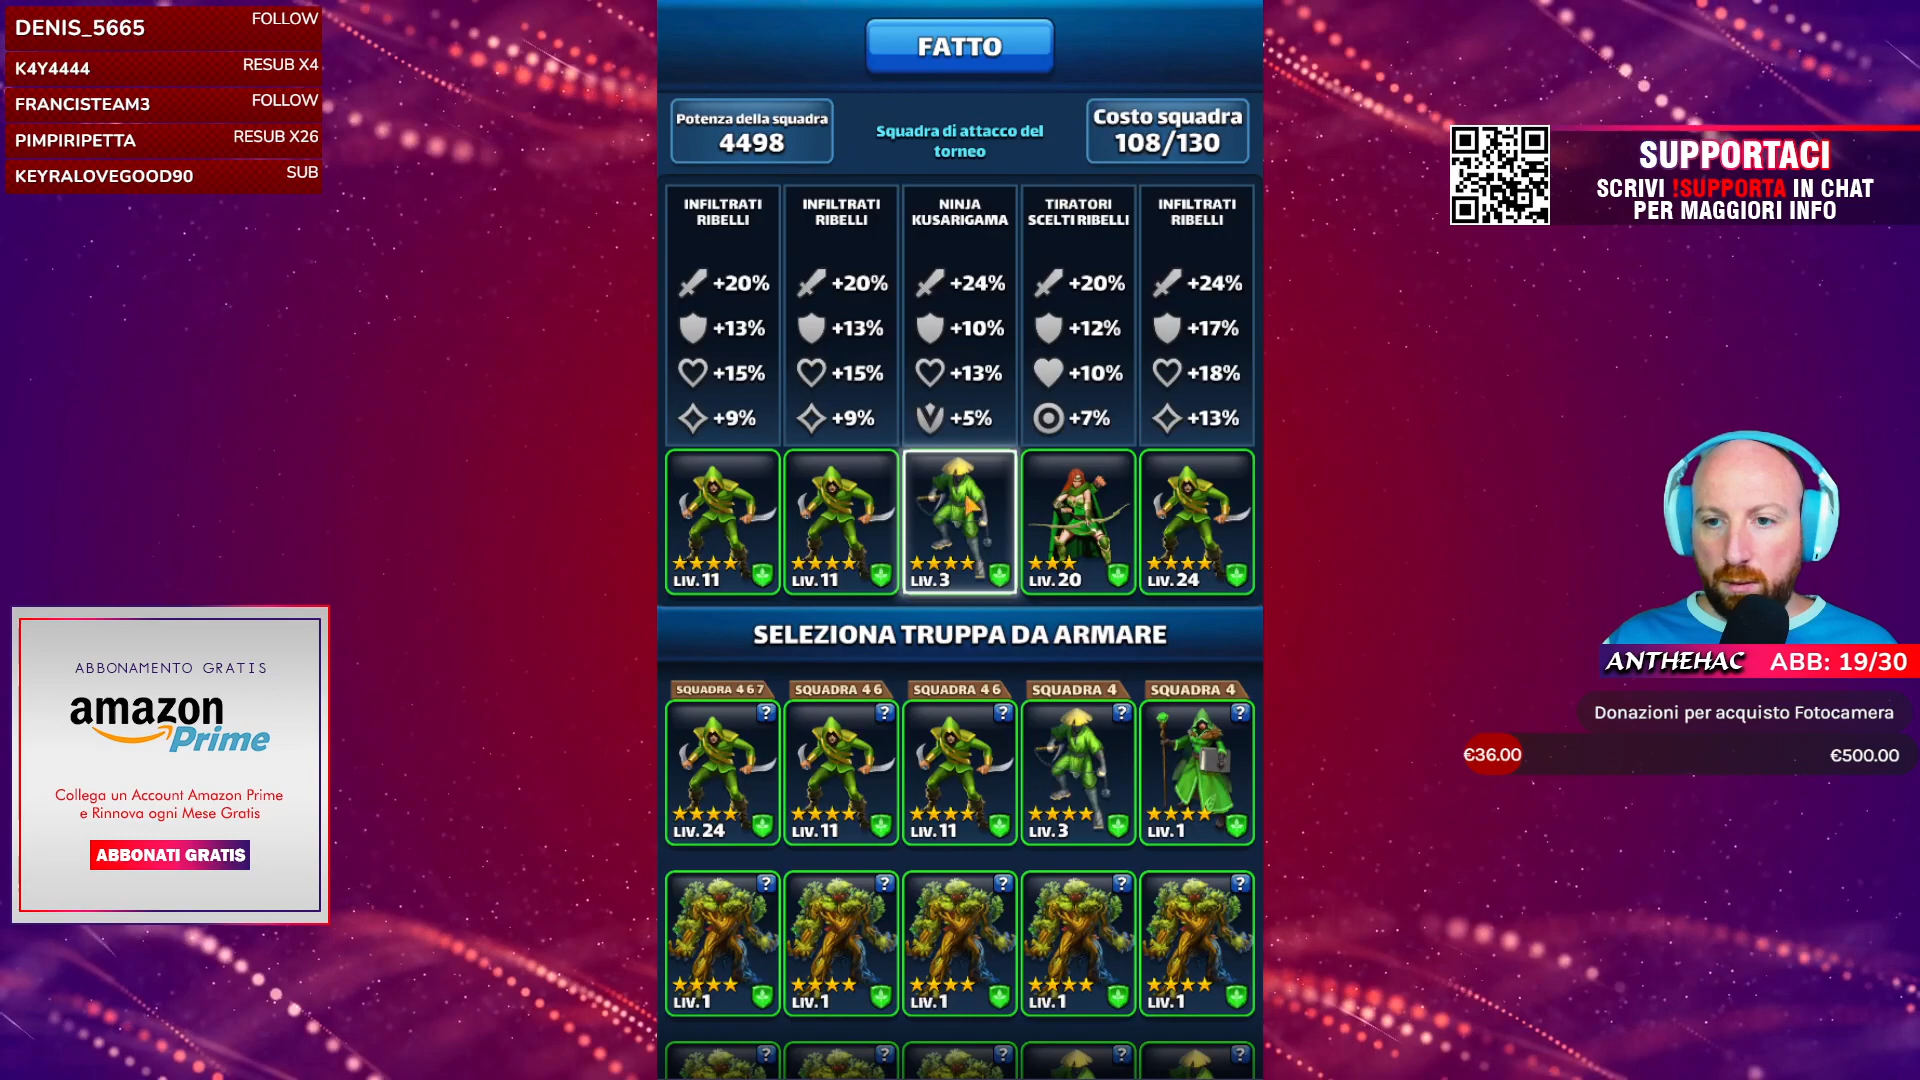 DENIS_5665 FOLLOW
K4Y4444 RESUB X4
FRANCISTEAM3 FOLLOW
PIMPIRIPETTA RESUB X26
KEYRALOVEGOOD90 SUB
FATTO
Potenza della squadra
4498
Squadra di attacco del
torneo
Costo squadra
108/130
INFILTRATI
RIBELLI
+20%
+13%
+15%
+9%
LIV.11
INFILTRATI
RIBELLI
+20%
+13%
+15%
+9%
LIV.11
NINJA
KUSARIGAMA
+24%
+10%
+13%
+5%
LIV.3
TIRATORI
SCELTI RIBELLI
+20%
+12%
+10%
+7%
LIV.20
INFILTRATI
RIBELLI
+24%
+17%
+18%
+13%
LIV.24
SELEZIONA TRUPPA DA ARMARE
SQUADRA 4 6 7
?
LIV.24
SQUADRA 4 6
?
LIV.11
SQUADRA 4 6
?
LIV.11
SQUADRA 4
?
LIV.3
SQUADRA 4
?
LIV.1
? ? ? ? ?
LIV.1 LIV.1 LIV.1 LIV.1 LIV.1
? ? ? ? ?
SUPPORTACI
SCRIVI !SUPPORTA IN CHAT
PER MAGGIORI INFO
ANTHEHAC ABB: 19/30
Donazioni per acquisto Fotocamera
€36.00 €500.00
ABBONAMENTO GRATIS
amazon
Prime
Collega un Account Amazon Prime
e Rinnova ogni Mese Gratis
ABBONATI GRATIS